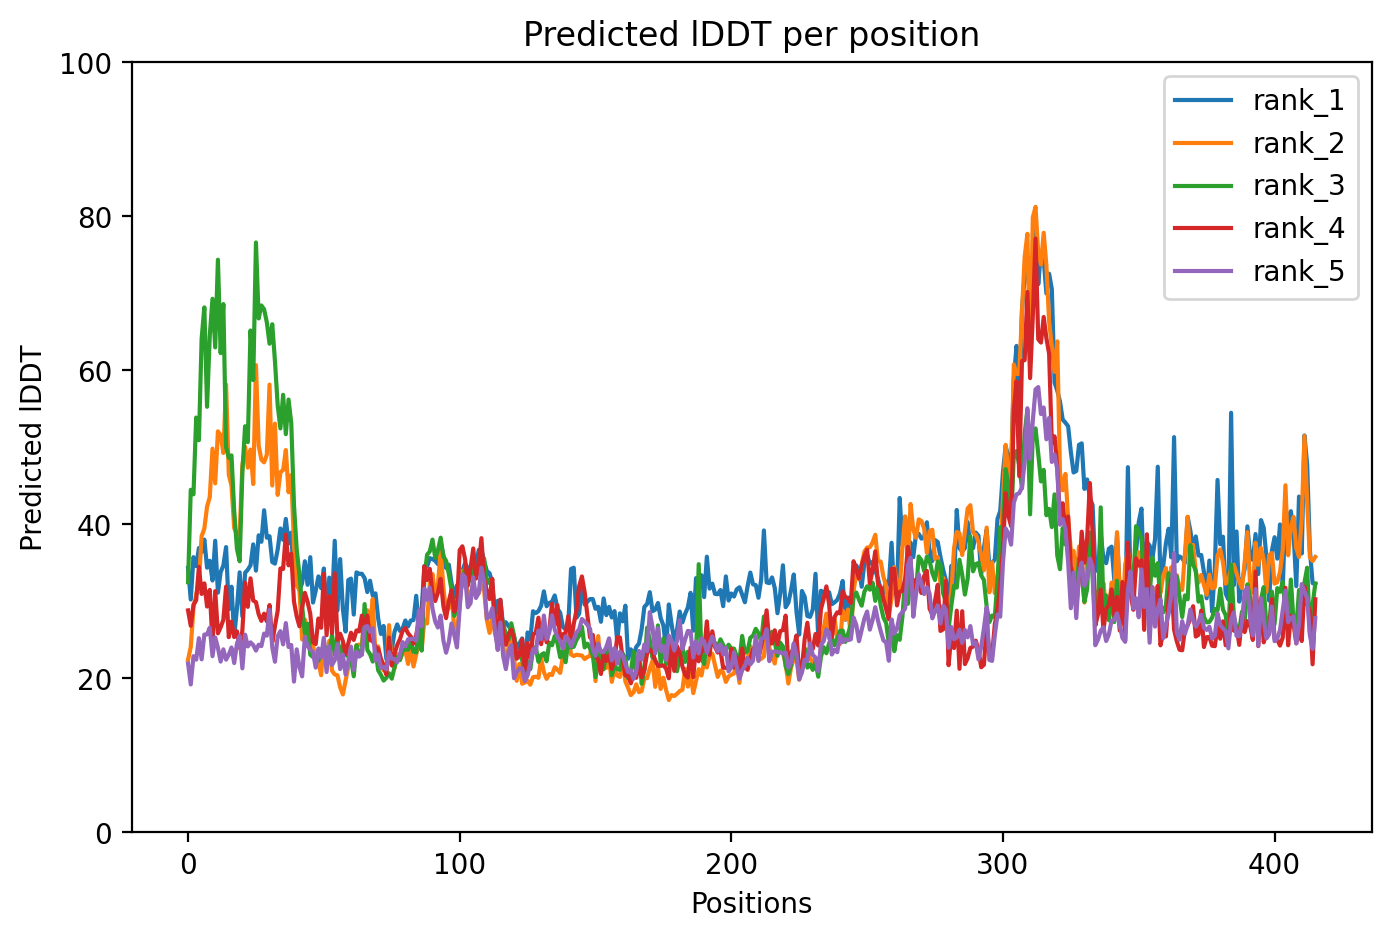 Predicted lDDT per position
100
80
60
40
20
0
Predicted lDDT
0 100 200 300 400
Positions
rank_1
rank_2
rank_3
rank_4
rank_5